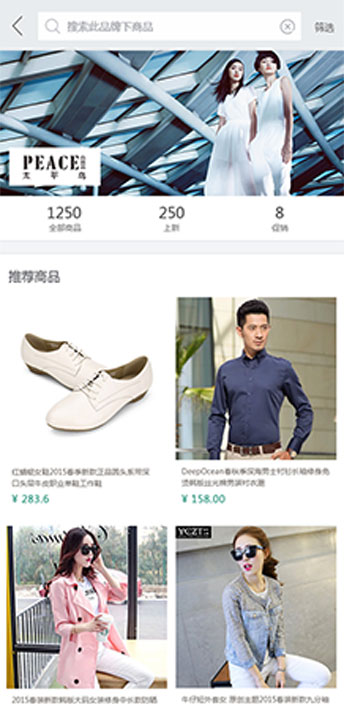 搜索此品牌下商品
筛选
PEACE
太平鸟
1250
250
8
全部商品
上新
促销
推荐商品
红蜻蜓女鞋2015春季新款正品圆头系带深
口头层牛皮职业单鞋工作鞋
¥ 283.6
DeepOcean春秋季深海男士衬衫长袖修身免
烫韩版丝光棉男装衬衣潮
¥ 158.00
YCZT
2015春装新款韩版大码女装修身中长款防晒
牛仔短外套女 原创主题2015春装新款九分袖